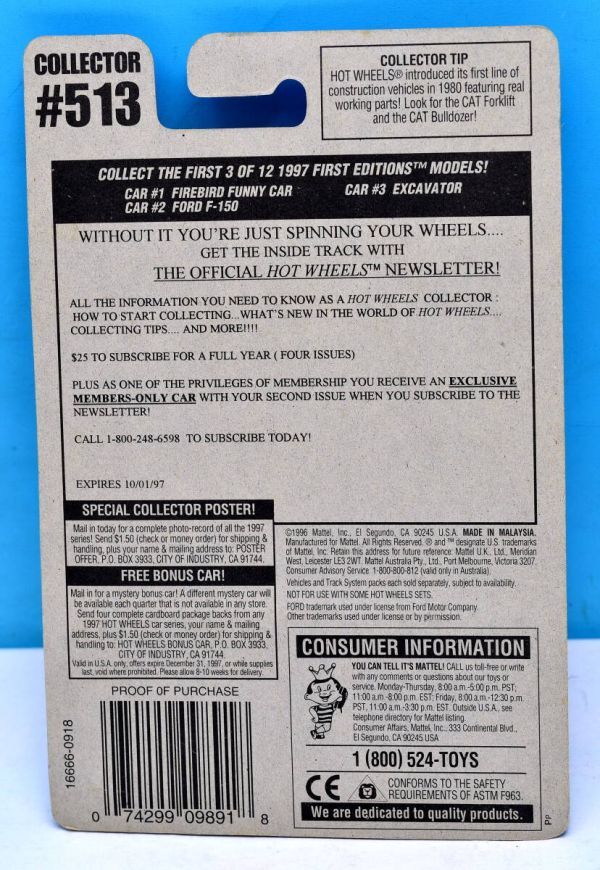 COLLECTOR
#513
COLLECTOR TIP
HOT WHEELS® introduced its first line of
construction vehicles in 1980 featuring real
working parts! Look for the CAT Forklift
and the CAT Bulldozer!
COLLECT THE FIRST 3 OF 12 1997 FIRST EDITIONS™ MODELS!
CAR #1 FIREBIRD FUNNY CAR
CAR #3 EXCAVATOR
CAR #2 FORD F-150
WITHOUT IT YOU'RE JUST SPINNING YOUR WHEELS....
GET THE INSIDE TRACK WITH
THE OFFICIAL HOT WHEELS™ NEWSLETTER!
ALL THE INFORMATION YOU NEED TO KNOW AS A HOT WHEELS COLLECTOR :
HOW TO START COLLECTING...WHAT'S NEW IN THE WORLD OF HOT WHEELS....
COLLECTING TIPS.... AND MORE!!!!
$25 TO SUBSCRIBE FOR A FULL YEAR ( FOUR ISSUES)
PLUS AS ONE OF THE PRIVILEGES OF MEMBERSHIP YOU RECEIVE AN EXCLUSIVE
MEMBERS-ONLY CAR WITH YOUR SECOND ISSUE WHEN YOU SUBSCRIBE TO THE
NEWSLETTER!
CALL 1-800-248-6598 TO SUBSCRIBE TODAY!
EXPIRES 10/01/97
SPECIAL COLLECTOR POSTER!
Mail in today for a complete photo-record of all the 1997
series! Send $1.50 (check or money order) for shipping &
handling, plus your name & mailing address to: POSTER
OFFER, P.O. BOX 3933, CITY OF INDUSTRY, CA 91744.
FREE BONUS CAR!
Mail in for a mystery bonus car! A different mystery car will
be available each quarter that is not available in any store.
Send four complete cardboard package backs from any
1997 HOT WHEELS car series, your name & mailing
address, plus $1.50 (check or money order) for shipping &
handling to: HOT WHEELS BONUS CAR, P.O. BOX 3933,
CITY OF INDUSTRY, CA 91744.
Valid in U.S.A. only, offers expire December 31, 1997, or while supplies
last, void where prohibited. Please allow 8-10 weeks for delivery.
PROOF OF PURCHASE
16666-0918
0 74299 09891 8
©1996 Mattel, Inc., El Segundo, CA 90245 U.S.A. MADE IN MALAYSIA.
Manufactured for Mattel. All Rights Reserved. ® and ™ designate U.S. trademarks
of Mattel, Inc. Retain this address for future reference: Mattel U.K., Ltd., Meridian
West, Leicester LE3 2WT. Mattel Australia Pty., Ltd., Port Melbourne, Victoria 3207.
Consumer Advisory Service 1-800-800-812 (valid only in Australia).
Vehicles and Track System packs each sold separately, subject to availability.
NOT FOR USE WITH SOME HOT WHEELS SETS.
FORD trademark used under license from Ford Motor Company.
Other trademarks used under license or by permission.
CONSUMER INFORMATION
YOU CAN TELL IT'S MATTEL! CALL us toll-free or write
with any comments or questions about our toys or
service. Monday-Thursday, 8:00 a.m.-5:00 p.m. PST;
11:00 a.m.-8:00 p.m. EST; Friday, 8:00 a.m.-12:30 p.m.
PST, 11:00 a.m.-3:30 p.m. EST. Outside U.S.A., see
telephone directory for Mattel listing.
Consumer Affairs, Mattel, Inc., 333 Continental Blvd.,
El Segundo, CA 90245 USA
1 (800) 524-TOYS
CE
CONFORMS TO THE SAFETY
REQUIREMENTS OF ASTM F963.
We are dedicated to quality products.
PP